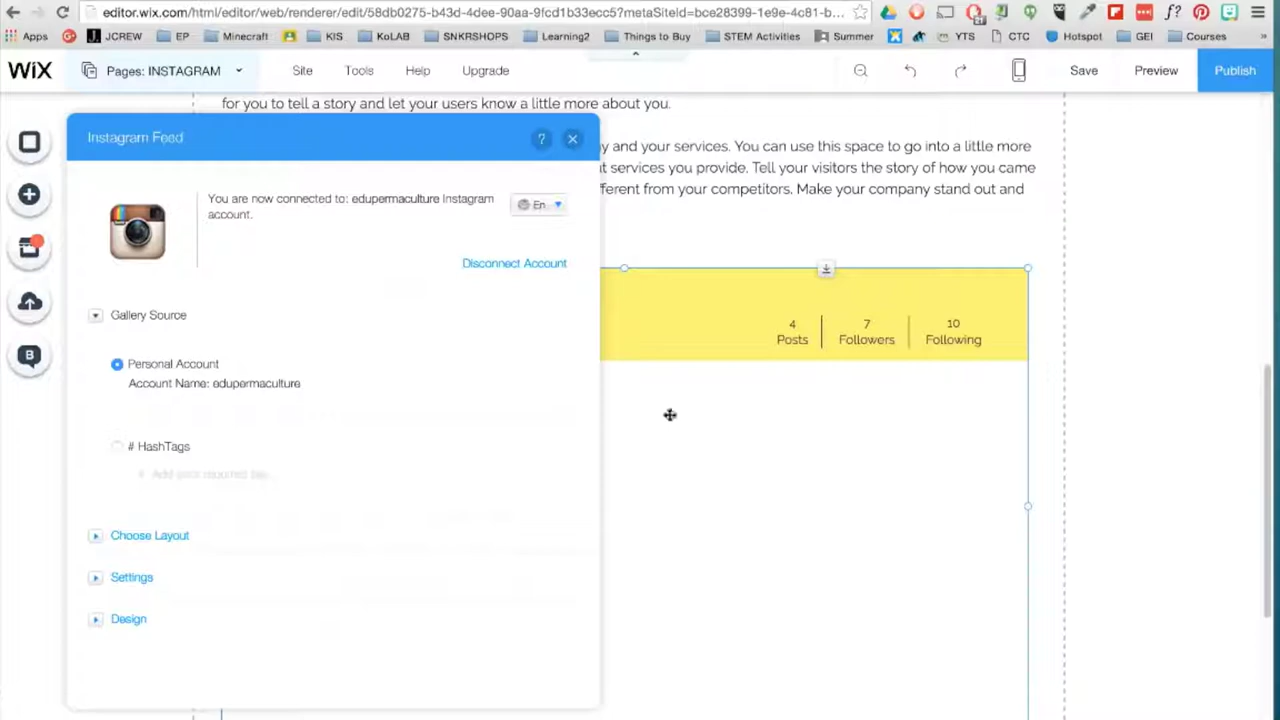 editor.wix.com/html/editor/web/renderer/edit/58db0275-b43d-4dee-90aa-9fcd1b33ecc5?metaSiteId=bce28399-1e9e-4c81-b...
Apps JCREW EP Minecraft KIS KoLAB SNKRSHOPS Learning2 Things to Buy STEM Activities Summer YTS CTC Hotspot GEI Courses »
WiX Pages: INSTAGRAM Site Tools Help Upgrade Save Preview Publish
for you to tell a story and let your users know a little more about you.
Instagram Feed ? ×
y and your services. You can use this space to go into a little more
t services you provide. Tell your visitors the story of how you came
fferent from your competitors. Make your company stand out and
You are now connected to: edupermaculture Instagram
account.
En
Disconnect Account
Gallery Source
4 7 10
Posts Followers Following
Personal Account
Account Name: edupermaculture
# HashTags
# Add your required tag...
Choose Layout
Settings
Design